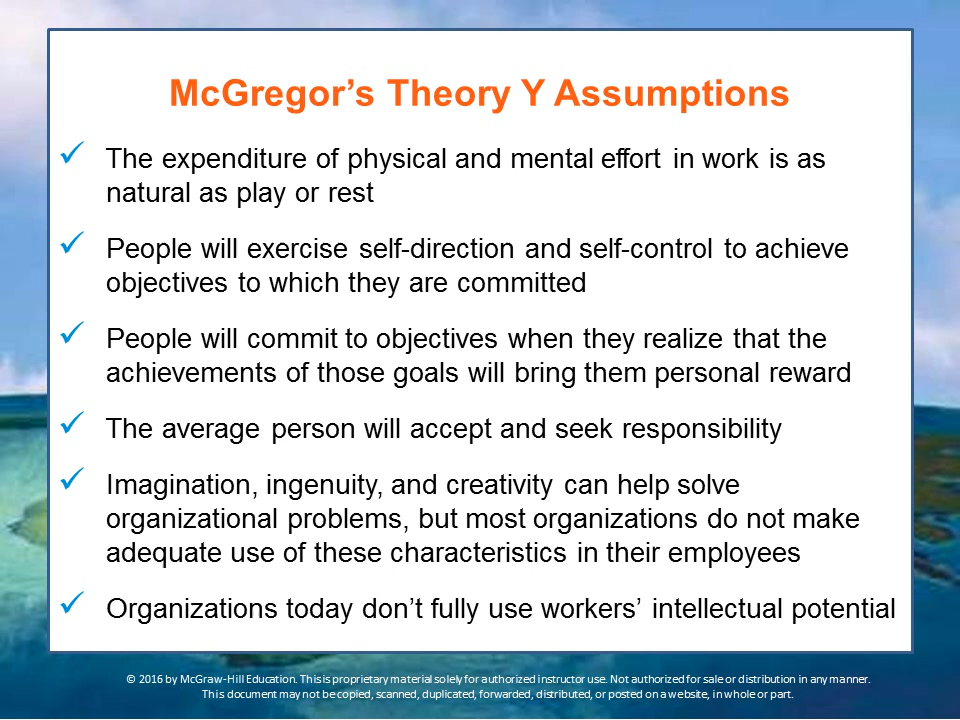 McGregor’s Theory Y Assumptions
The expenditure of physical and mental effort in work is as
natural as play or rest
People will exercise self-direction and self-control to achieve
objectives to which they are committed
People will commit to objectives when they realize that the
achievements of those goals will bring them personal reward
The average person will accept and seek responsibility
Imagination, ingenuity, and creativity can help solve
organizational problems, but most organizations do not make
adequate use of these characteristics in their employees
Organizations today don’t fully use workers’ intellectual potential
© 2016 by McGraw-Hill Education. This is proprietary material solely for authorized instructor use. Not authorized for sale or distribution in any manner.
This document may not be copied, scanned, duplicated, forwarded, distributed, or posted on a website, in whole or part.